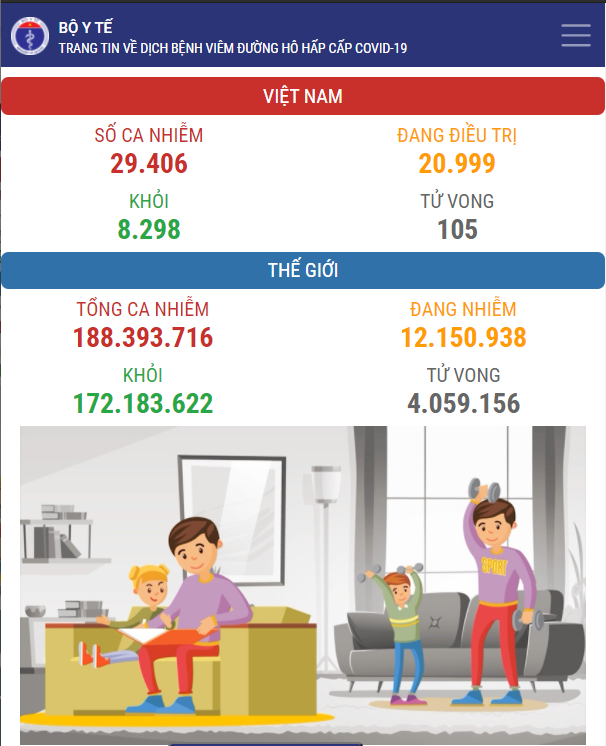 BỘ Y TẾ
TRANG TIN VỀ DỊCH BỆNH VIÊM ĐƯỜNG HÔ HẤP CẤP COVID-19
VIỆT NAM
SỐ CA NHIỄM
29.406
ĐANG ĐIỀU TRỊ
20.999
KHỎI
8.298
TỬ VONG
105
THẾ GIỚI
TỔNG CA NHIỄM
188.393.716
ĐANG NHIỄM
12.150.938
KHỎI
172.183.622
TỬ VONG
4.059.156
SPORT